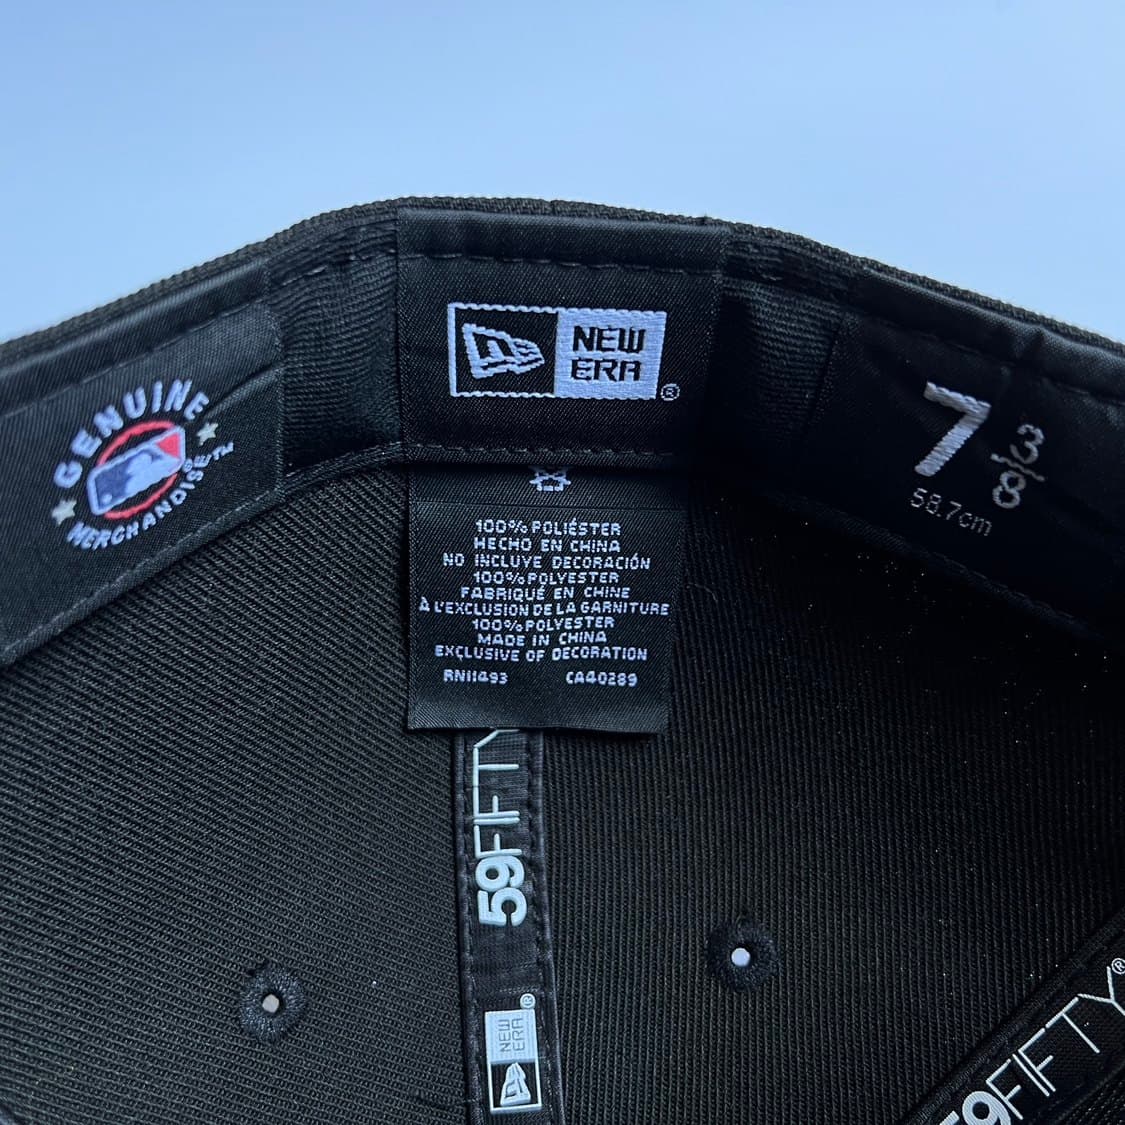 GENUINE
MERCHANDISE™
NEW
ERA
®
7 3/8
58.7cm
100% POLIÉSTER
HECHO EN CHINA
NO INCLUYE DECORACIÓN
100% POLYESTER
FABRIQUÉ EN CHINE
À L'EXCLUSION DE LA GARNITURE
100% POLYESTER
MADE IN CHINA
EXCLUSIVE OF DECORATION
RN11493 CA40289
59FIFTY
NEW
ERA
®
59FIFTY®